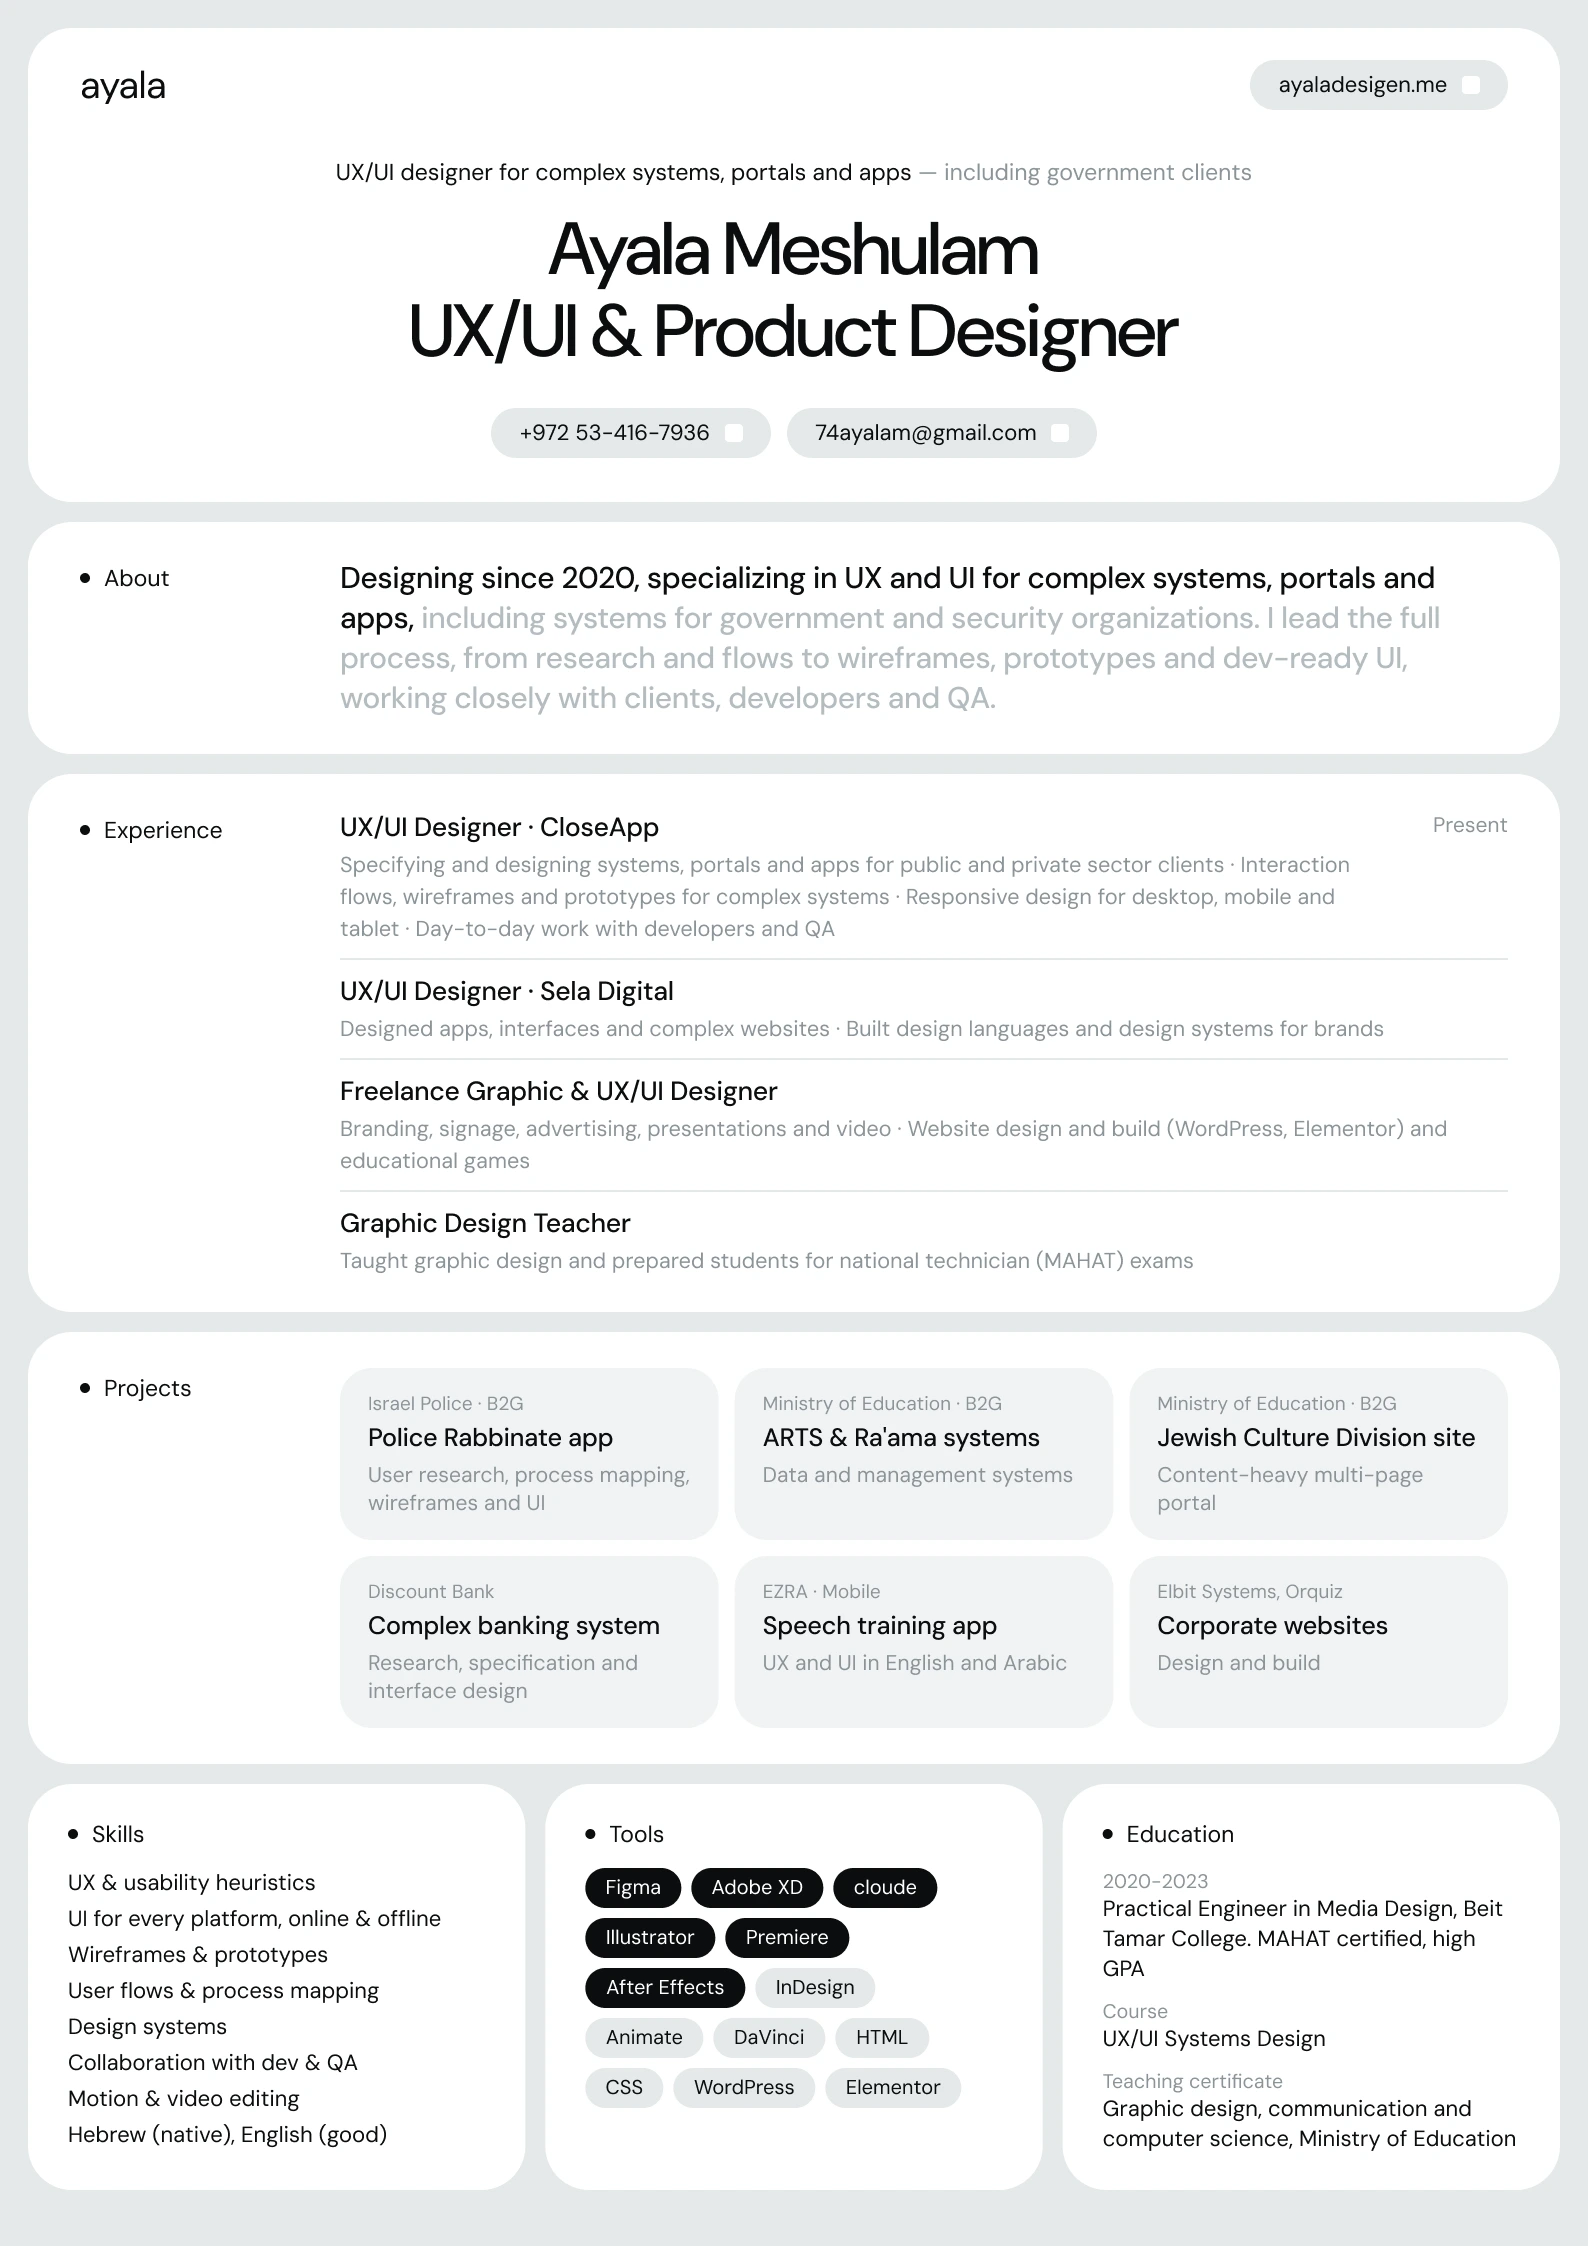 ayala
ayaladesigen.me
UX/UI designer for complex systems, portals and apps — including government clients
Ayala Meshulam
UX/UI & Product Designer
+972 53-416-7936
74ayalam@gmail.com
About
Designing since 2020, specializing in UX and UI for complex systems, portals and
apps, including systems for government and security organizations. I lead the full
process, from research and flows to wireframes, prototypes and dev-ready UI,
working closely with clients, developers and QA.
Experience
UX/UI Designer · CloseApp
Present
Specifying and designing systems, portals and apps for public and private sector clients · Interaction
flows, wireframes and prototypes for complex systems · Responsive design for desktop, mobile and
tablet · Day-to-day work with developers and QA
UX/UI Designer · Sela Digital
Designed apps, interfaces and complex websites · Built design languages and design systems for brands
Freelance Graphic & UX/UI Designer
Branding, signage, advertising, presentations and video · Website design and build (WordPress, Elementor) and
educational games
Graphic Design Teacher
Taught graphic design and prepared students for national technician (MAHAT) exams
Projects
Israel Police · B2G
Police Rabbinate app
User research, process mapping,
wireframes and UI
Ministry of Education · B2G
ARTS & Ra'ama systems
Data and management systems
Ministry of Education · B2G
Jewish Culture Division site
Content-heavy multi-page
portal
Discount Bank
Complex banking system
Research, specification and
interface design
EZRA · Mobile
Speech training app
UX and UI in English and Arabic
Elbit Systems, Orquiz
Corporate websites
Design and build
Skills
UX & usability heuristics
UI for every platform, online & offline
Wireframes & prototypes
User flows & process mapping
Design systems
Collaboration with dev & QA
Motion & video editing
Hebrew (native), English (good)
Tools
Figma
Adobe XD
cloude
Illustrator
Premiere
After Effects
InDesign
Animate
DaVinci
HTML
CSS
WordPress
Elementor
Education
2020-2023
Practical Engineer in Media Design, Beit
Tamar College. MAHAT certified, high
GPA
Course
UX/UI Systems Design
Teaching certificate
Graphic design, communication and
computer science, Ministry of Education